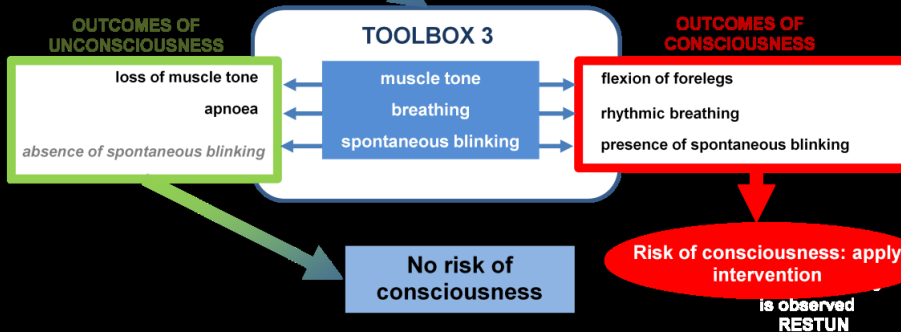 OUTCOMES OF
UNCONSCIOUSNESS
TOOLBOX 3
OUTCOMES OF
CONSCIOUSNESS
loss of muscle tone
muscle tone
flexion of forelegs
apnoea
breathing
rhythmic breathing
absence of spontaneous blinking
spontaneous blinking
presence of spontaneous blinking
No risk of
consciousness
Risk of consciousness: apply
intervention
is observed
RESTUN